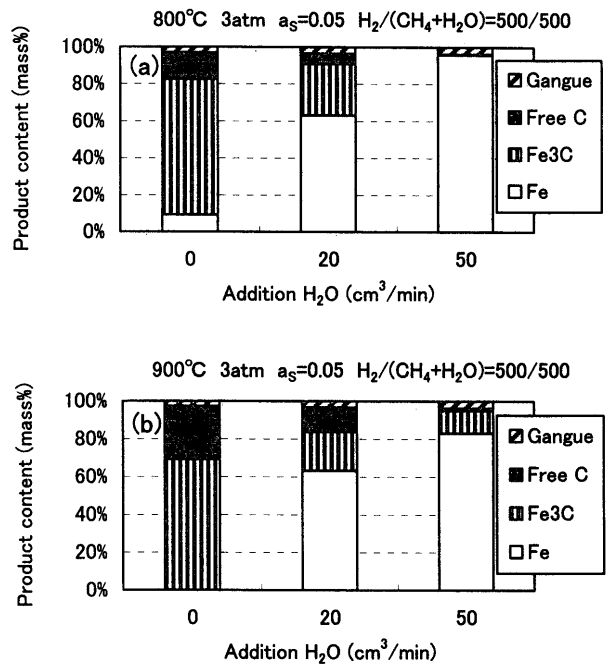 800℃ 3atm aS=0.05 H2/(CH4+H2O)=500/500
Product content (mass%)
100%
80%
60%
40%
20%
0%
(a)
Gangue
Free C
Fe3C
Fe
0 20 50
Addition H2O (cm3/min)
900℃ 3atm aS=0.05 H2/(CH4+H2O)=500/500
Product content (mass%)
100%
80%
60%
40%
20%
0%
(b)
Gangue
Free C
Fe3C
Fe
0 20 50
Addition H2O (cm3/min)